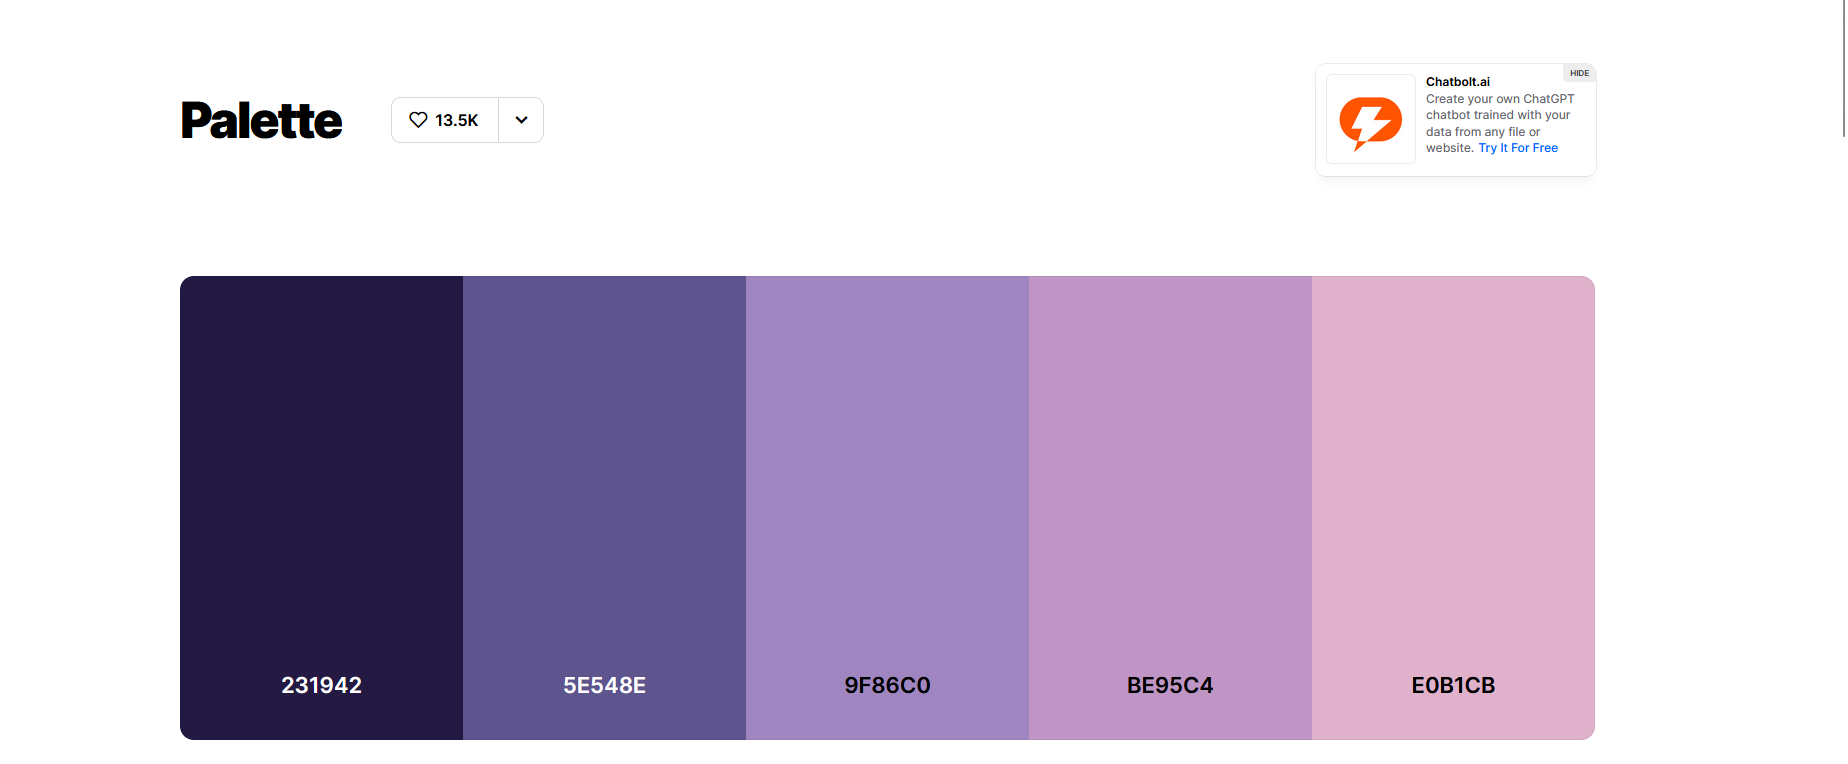 Palette
13.5K
HIDE
Chatbolt.ai
Create your own ChatGPT
chatbot trained with your
data from any file or
website. Try It For Free
231942
5E548E
9F86C0
BE95C4
E0B1CB